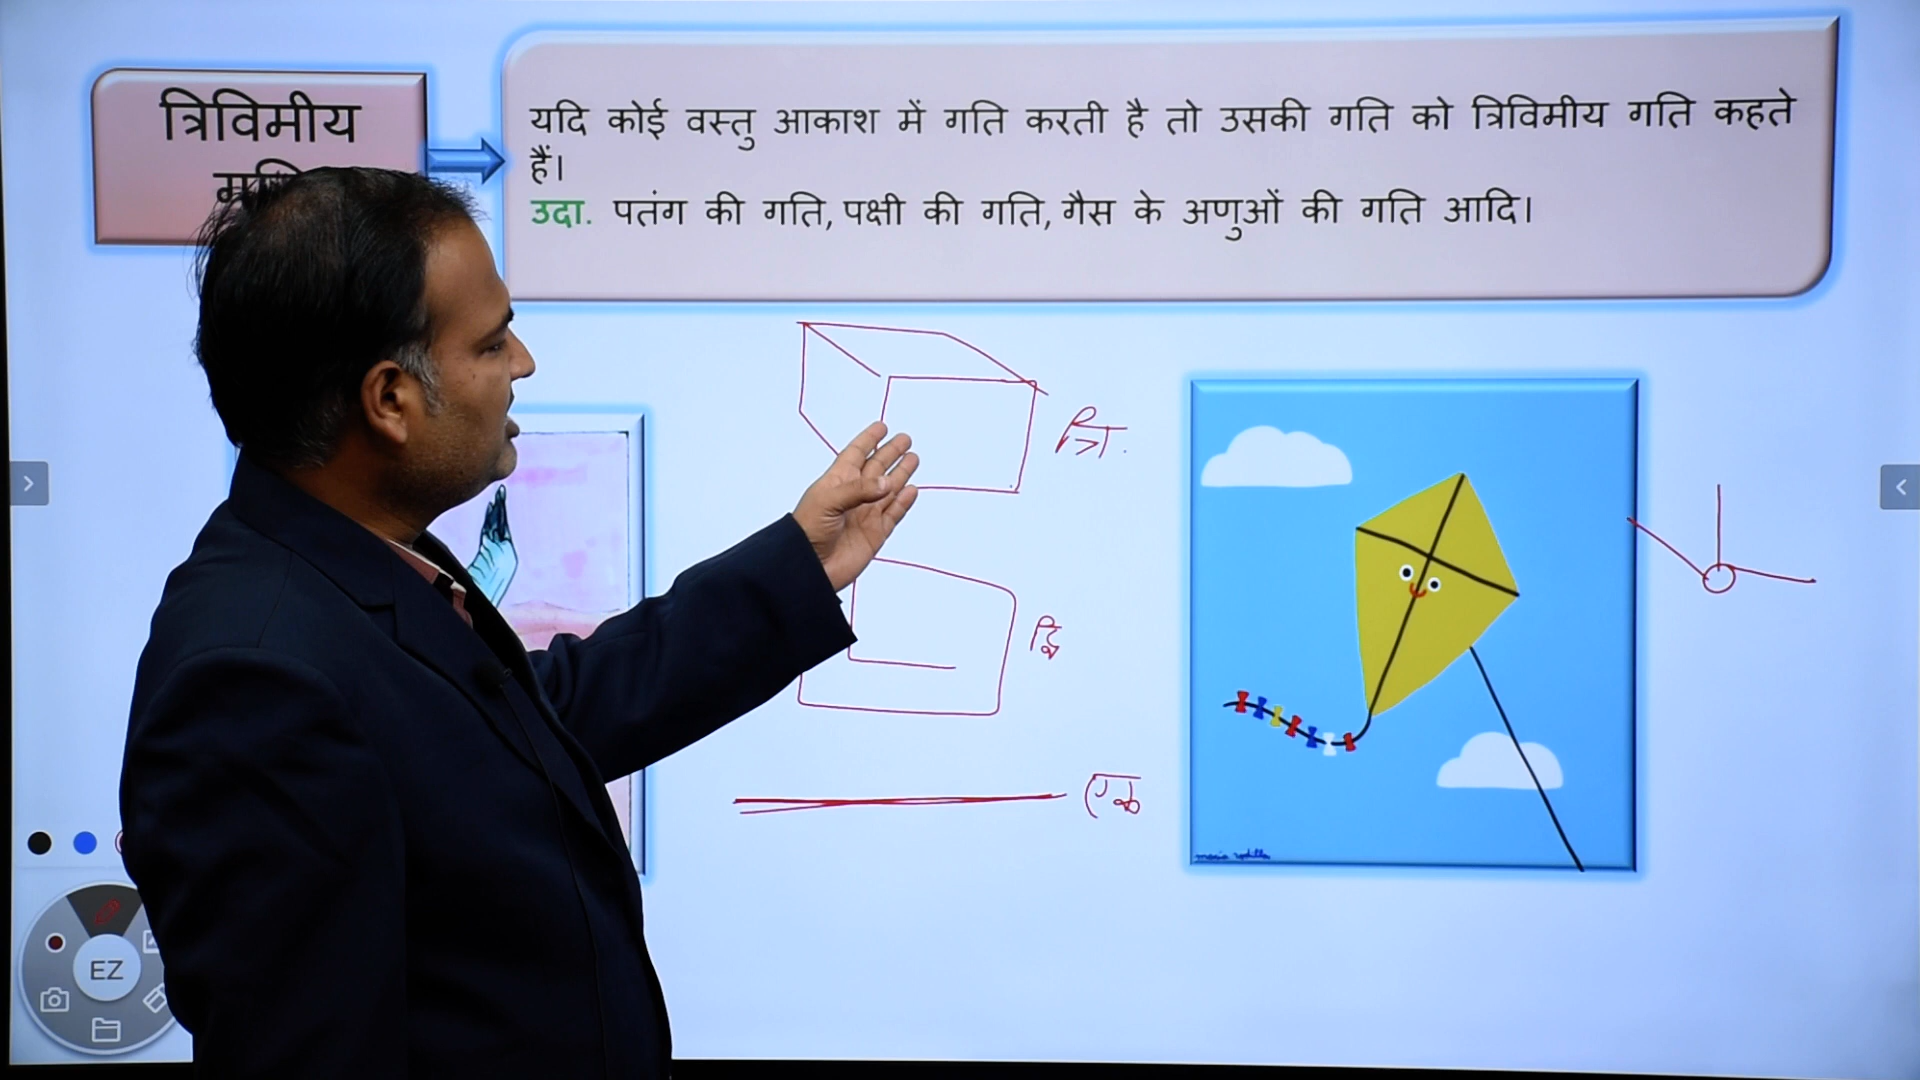 त्रिविमीय
यदि कोई वस्तु आकाश में गति करती है तो उसकी गति को त्रिविमीय गति कहते
हैं।
उदा. पतंग की गति, पक्षी की गति, गैस के अणुओं की गति आदि।
त्रि.
द्वि
एक
EZ